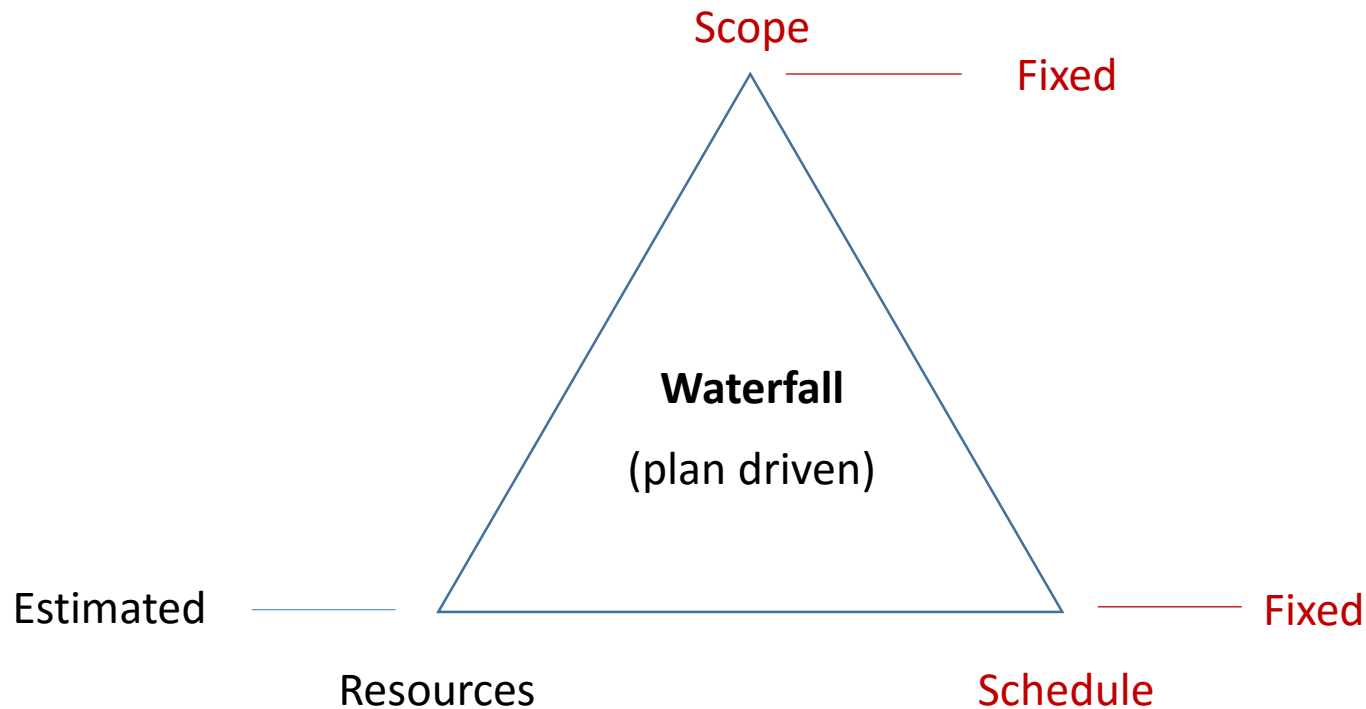 Scope
Fixed
Waterfall
(plan driven)
Estimated
Fixed
Resources
Schedule